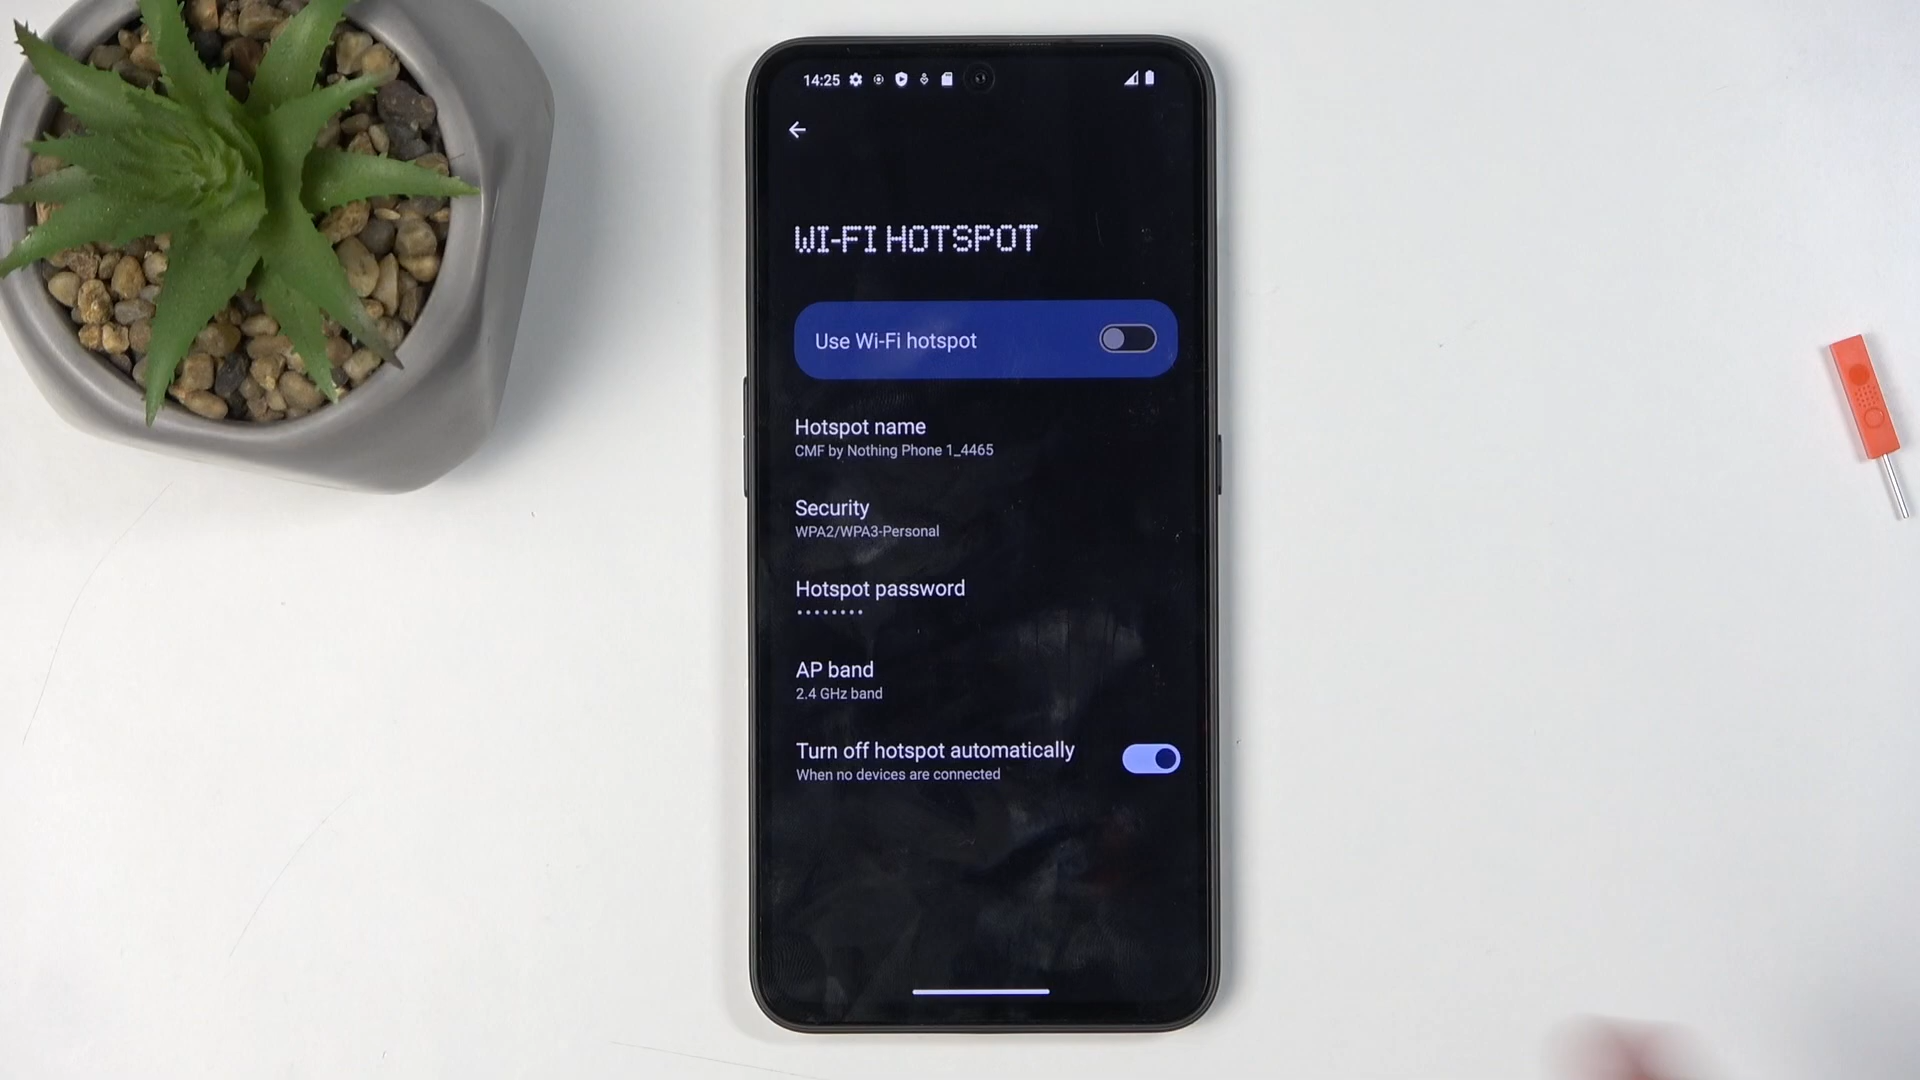 14:25
WI-FI HOTSPOT
Use Wi-Fi hotspot
Hotspot name
CMF by Nothing Phone 1_4465
Security
WPA2/WPA3-Personal
Hotspot password
••••••••
AP band
2.4 GHz band
Turn off hotspot automatically
When no devices are connected